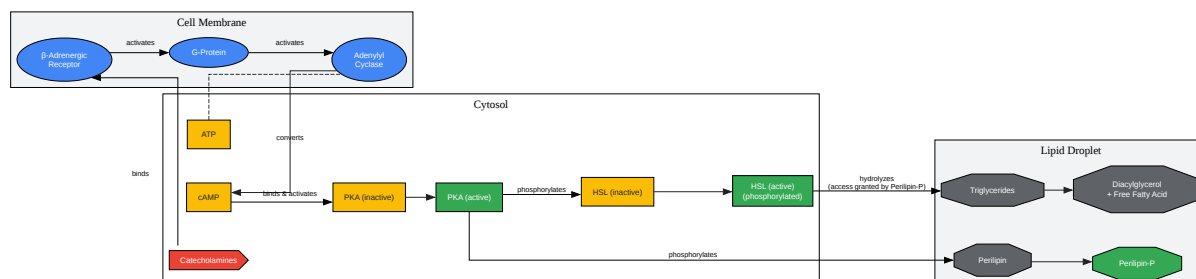 Cell Membrane
β-Adrenergic
Receptor
activates
G-Protein
activates
Adenylyl
Cyclase
Cytosol
ATP
converts
binds
cAMP
binds & activates
PKA (inactive)
PKA (active)
phosphorylates
HSL (inactive)
HSL (active)
(phosphorylated)
hydrolyzes
(access granted by Perilipin-P)
Lipid Droplet
Triglycerides
Diacylglycerol
+ Free Fatty Acid
Catecholamines
phosphorylates
Perilipin
Perilipin-P